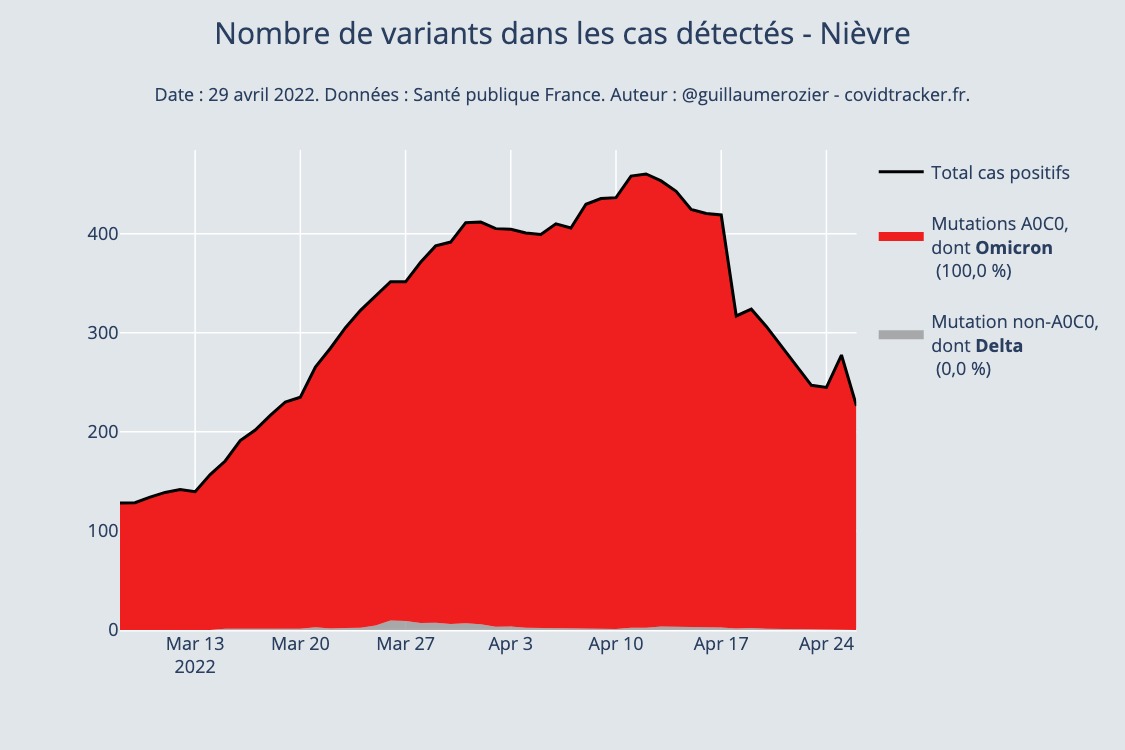 Nombre de variants dans les cas détectés - Nièvre
Date : 29 avril 2022. Données : Santé publique France. Auteur : @guillaumerozier - covidtracker.fr.
Total cas positifs
Mutations A0C0,
dont Omicron
(100,0 %)
Mutation non-A0C0,
dont Delta
(0,0 %)
400
300
200
100
0
Mar 13
2022
Mar 20
Mar 27
Apr 3
Apr 10
Apr 17
Apr 24